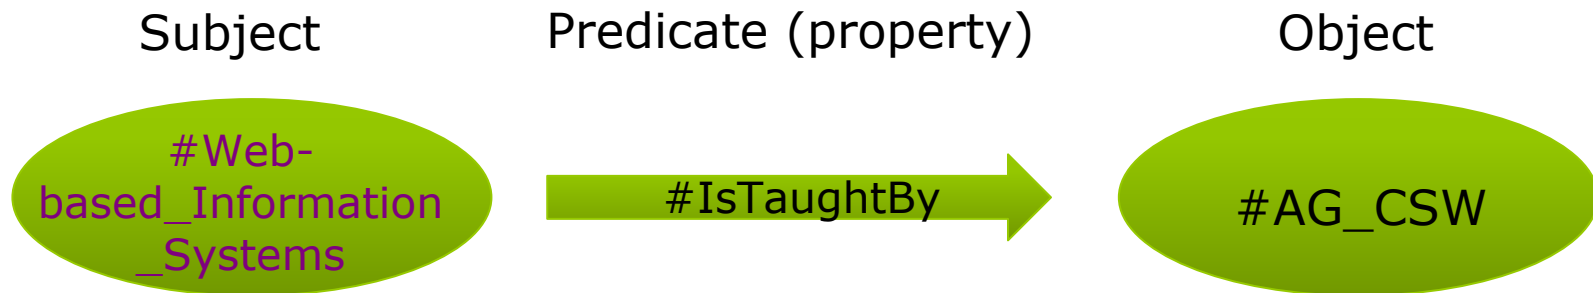 Subject
Predicate (property)
Object
#Web-
based_Information
_Systems
#IsTaughtBy
#AG_CSW